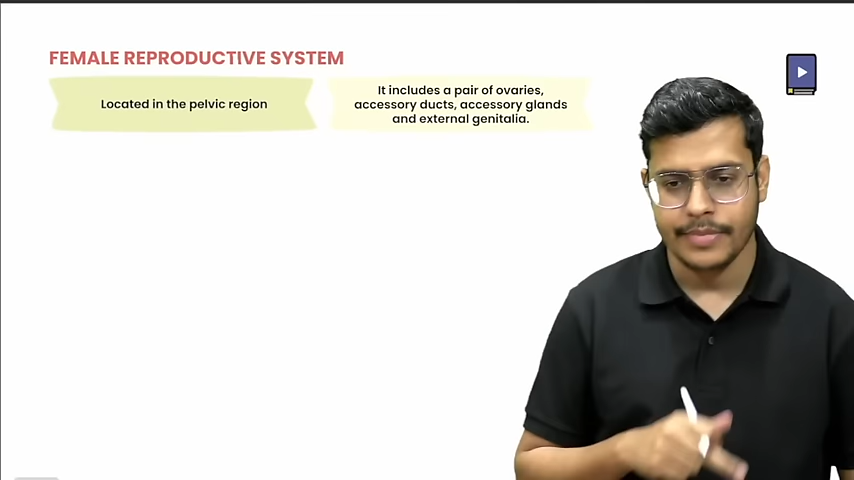 FEMALE REPRODUCTIVE SYSTEM
Located in the pelvic region
It includes a pair of ovaries,
accessory ducts, accessory glands
and external genitalia.